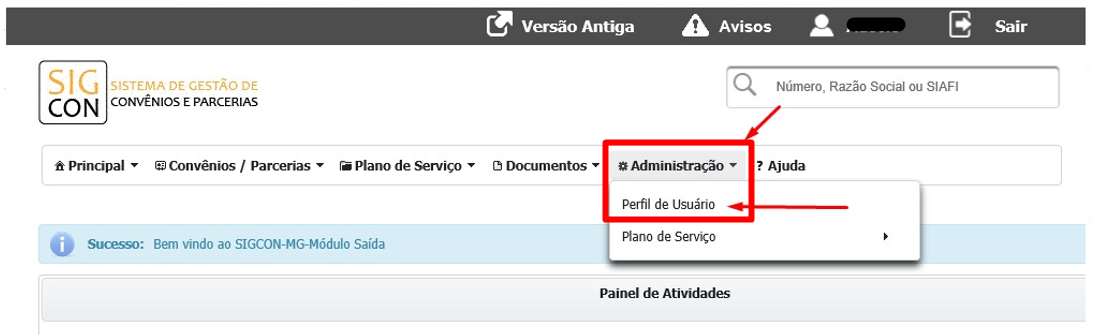 Versão Antiga Avisos Sair
SIG
CON
SISTEMA DE GESTÃO DE
CONVÊNIOS E PARCERIAS
Número, Razão Social ou SIAFI
Principal Convênios / Parcerias Plano de Serviço Documentos Administração ? Ajuda
Perfil de Usuário
Plano de Serviço
Sucesso: Bem vindo ao SIGCON-MG-Módulo Saída
Painel de Atividades